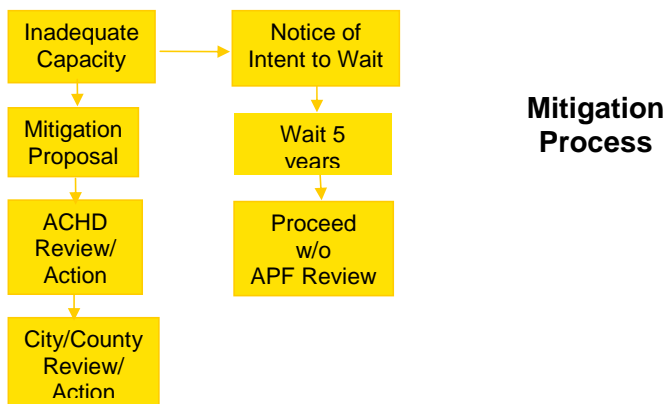 Inadequate
Capacity
Notice of
Intent to Wait
Mitigation
Process
Mitigation
Proposal
Wait 5
years
ACHD
Review/
Action
Proceed
w/o
APF Review
City/County
Review/
Action